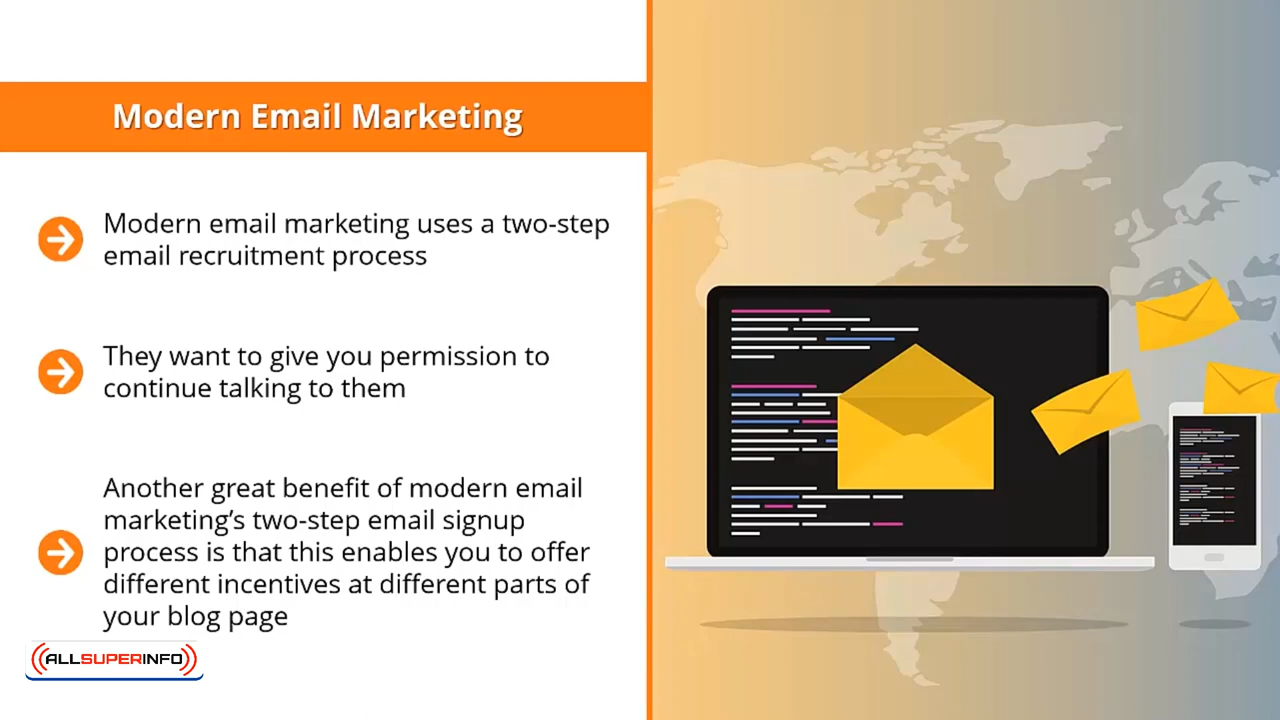 Modern Email Marketing
Modern email marketing uses a two-step
email recruitment process
They want to give you permission to
continue talking to them
Another great benefit of modern email
marketing’s two-step email signup
process is that this enables you to offer
different incentives at different parts of
your blog page
ALLSUPERINFO